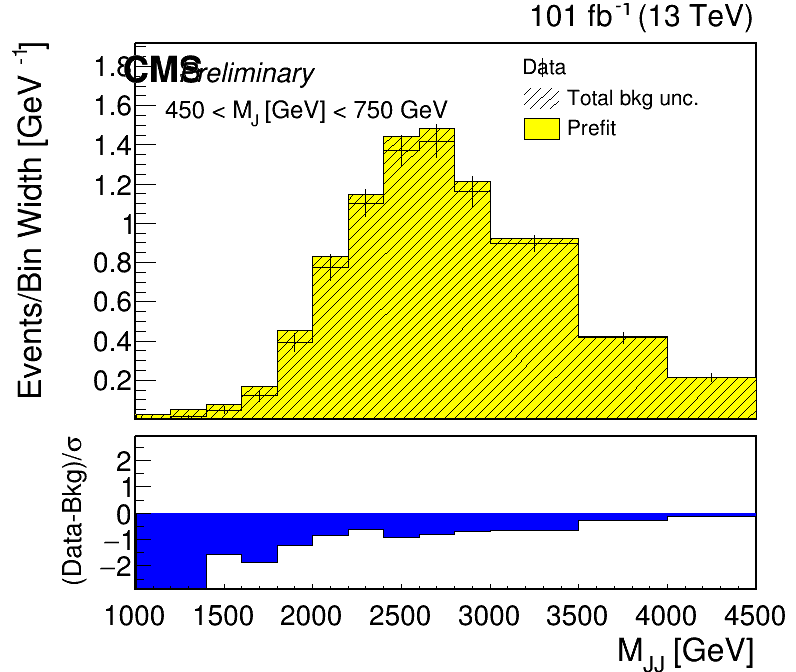 101 fb⁻¹ (13 TeV)
Events/Bin Width [GeV⁻¹]
CMS Preliminary
450 < M_J [GeV] < 750 GeV
Data
Total bkg unc.
Prefit
1.8
1.6
1.4
1.2
1
0.8
0.6
0.4
0.2
(Data-Bkg)/σ
2
1
0
−1
−2
1000 1500 2000 2500 3000 3500 4000 4500
M_JJ [GeV]